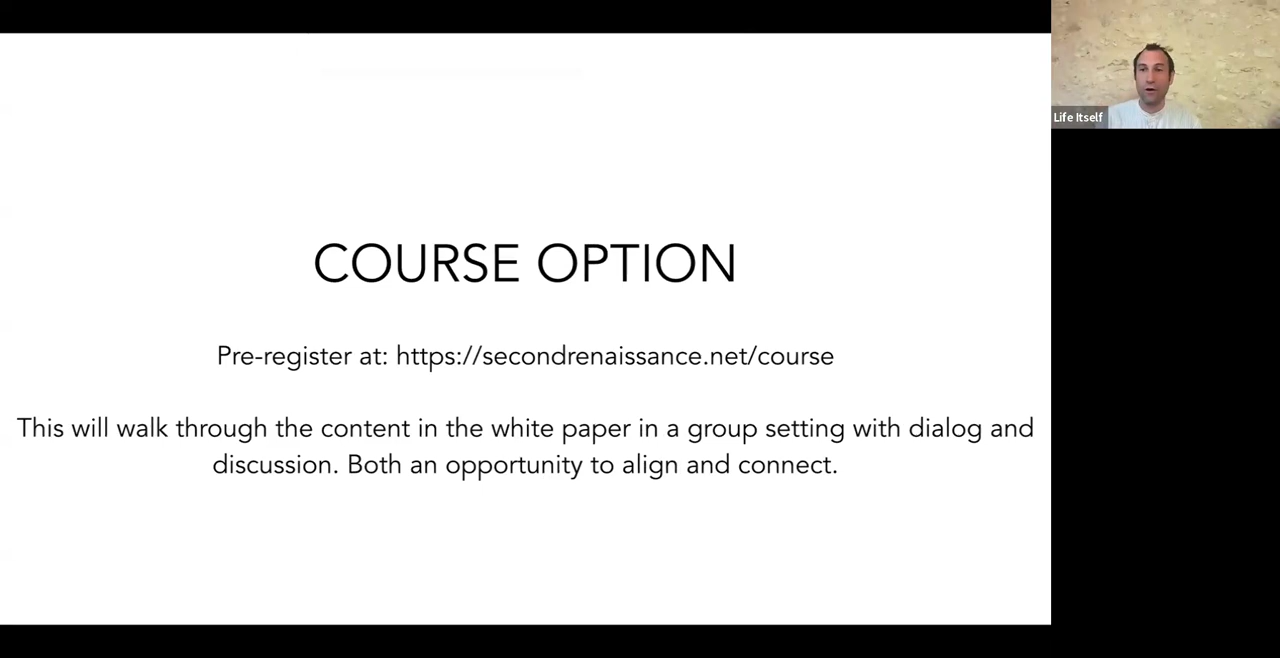 COURSE OPTION
Pre-register at: https://secondrenaissance.net/course
This will walk through the content in the white paper in a group setting with dialog and
discussion. Both an opportunity to align and connect.
Life Itself